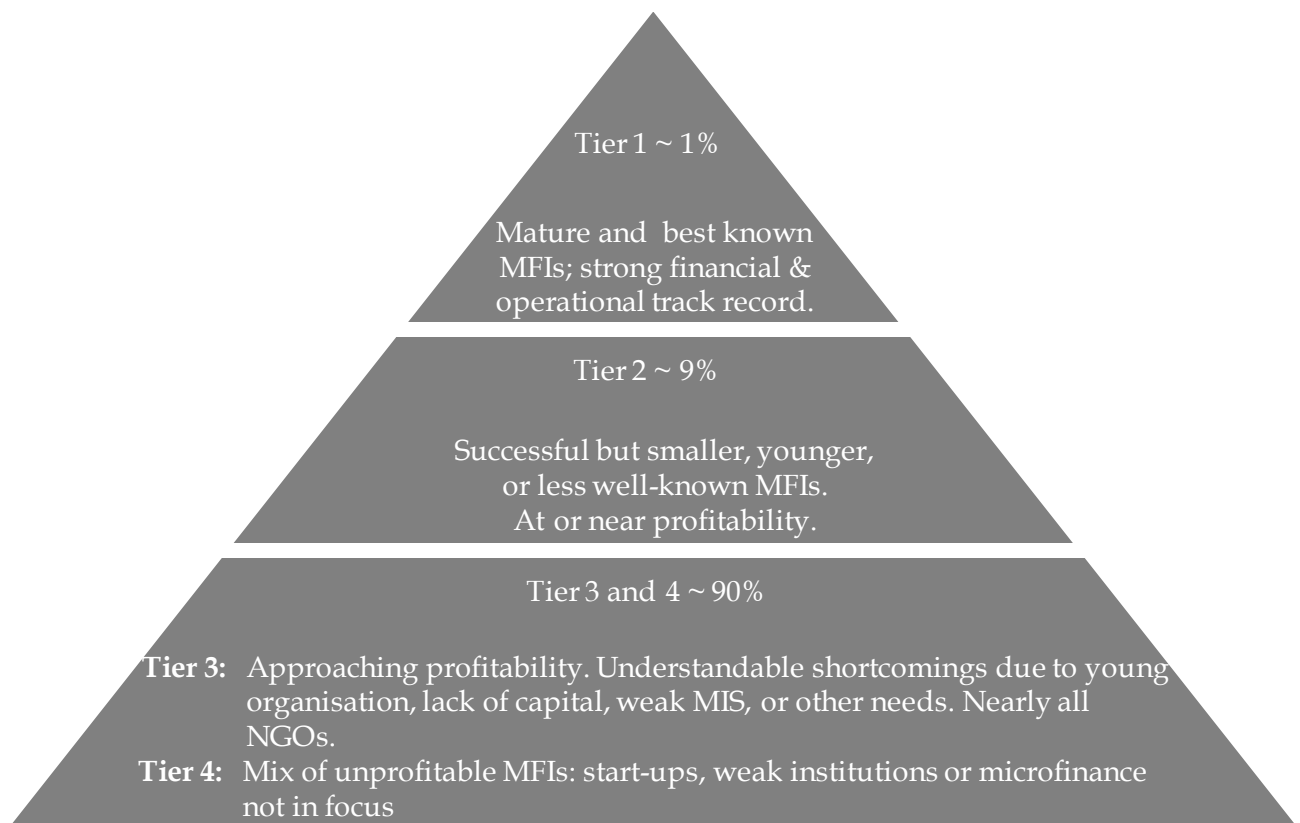 Tier 1 ~ 1%
Mature and best known
MFIs; strong financial &
operational track record.
Tier 2 ~ 9%
Successful but smaller, younger,
or less well-known MFIs.
At or near profitability.
Tier 3 and 4 ~ 90%
Tier 3: Approaching profitability. Understandable shortcomings due to young
organisation, lack of capital, weak MIS, or other needs. Nearly all
NGOs.
Tier 4: Mix of unprofitable MFIs: start-ups, weak institutions or microfinance
not in focus